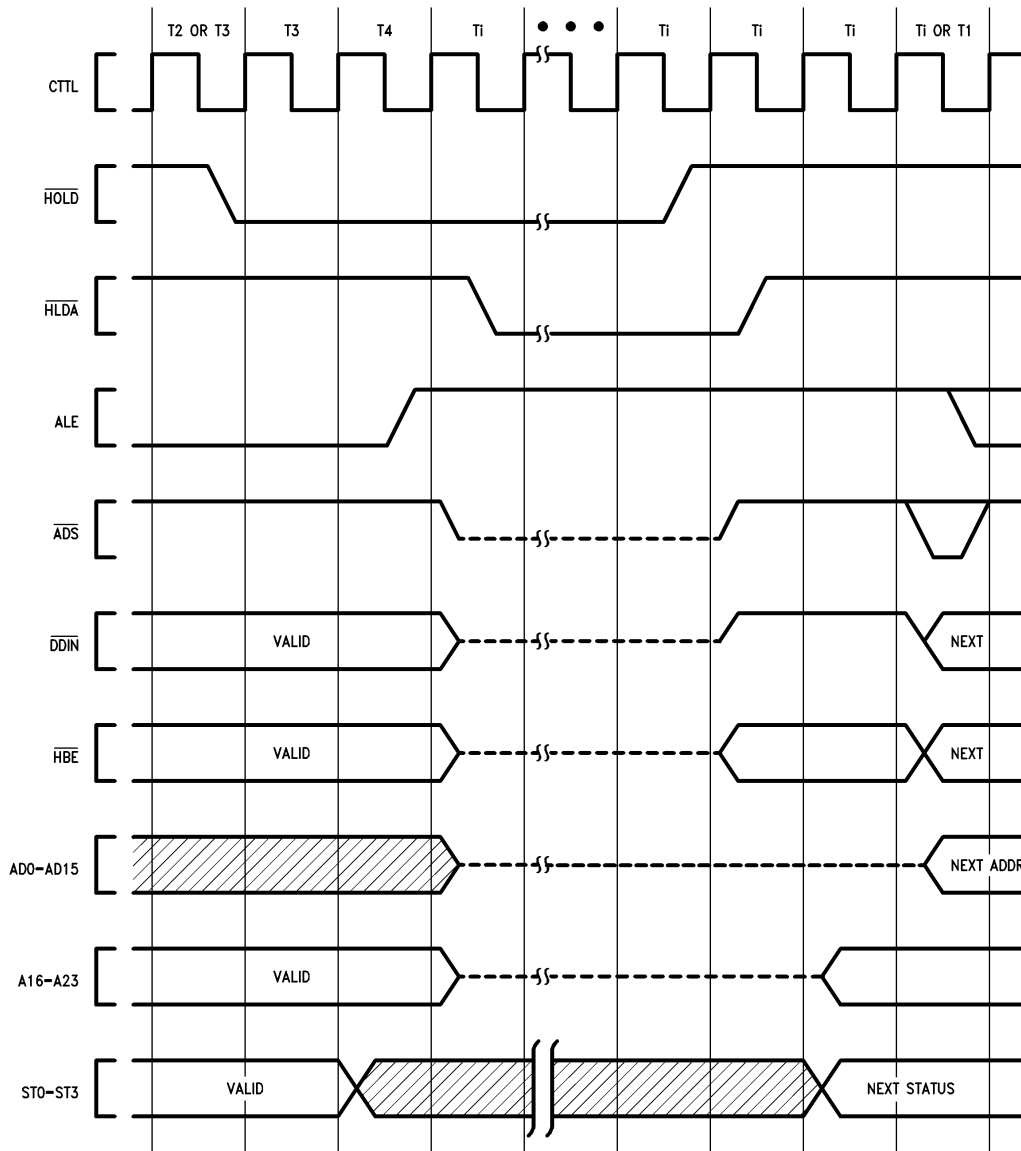 T2 OR T3 T3 T4 Ti • • • Ti Ti Ti Ti OR T1
CTTL
HOLD
HLDA
ALE
ADS
DDIN VALID NEXT
HBE VALID NEXT
AD0-AD15 NEXT ADDR
A16-A23 VALID
ST0-ST3 VALID NEXT STATUS